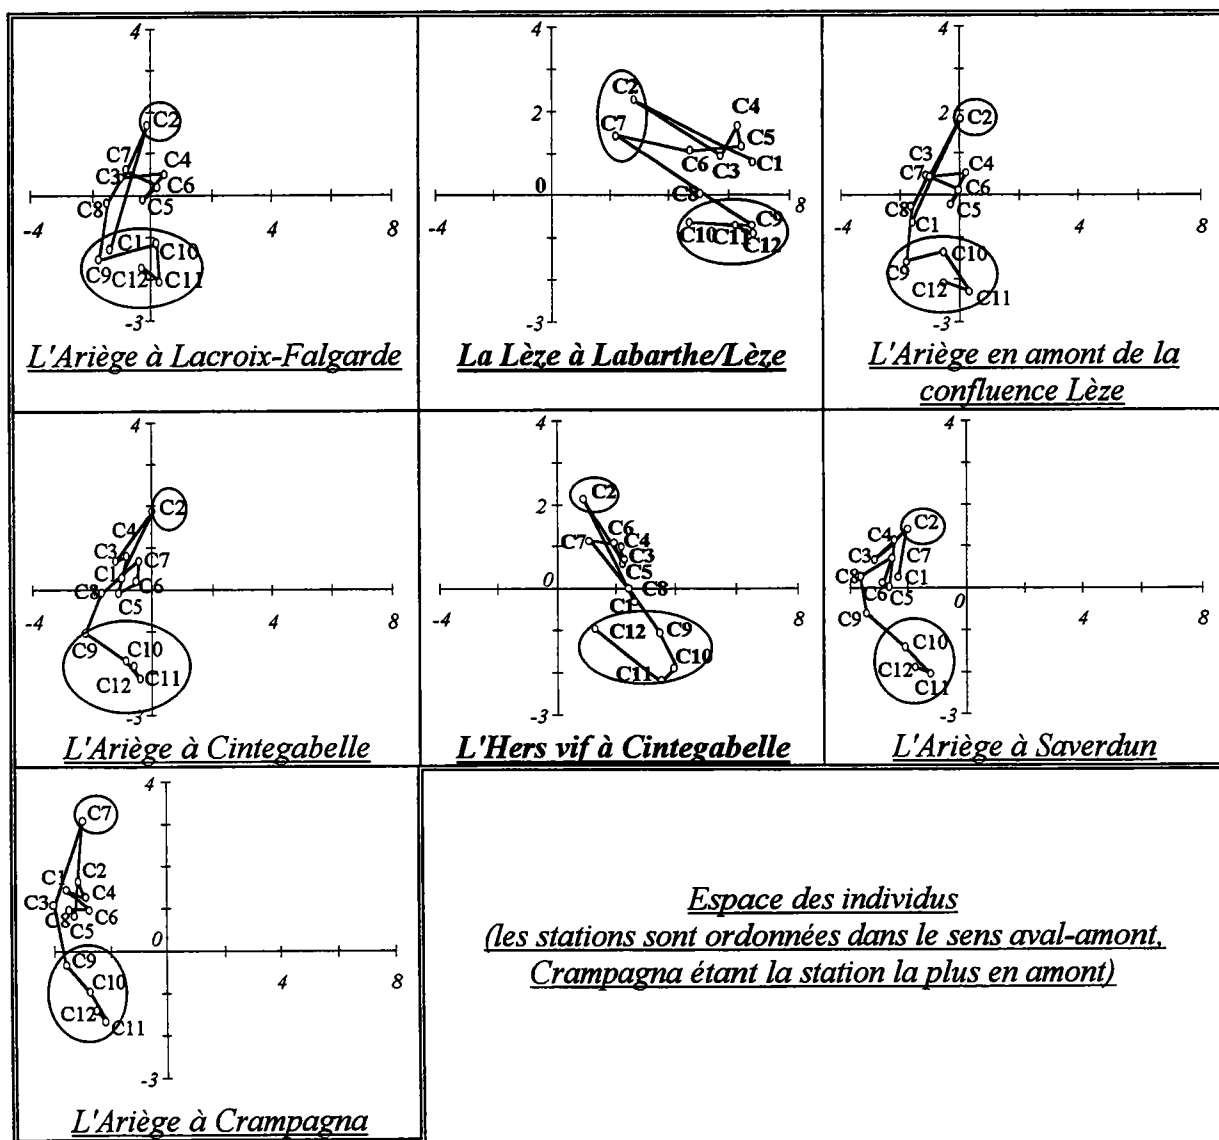 4
C2
C7
C4
C3
C6
C8
C5
-4
4
8
C1
C10
C9
C12
C11
-3
L'Ariège à Lacroix-Falgarde
4
C2
2
C4
C7
C5
C6
C3
C1
0
C8
4
8
C9
C10
C11
C12
-3
La Lèze à Labarthe/Lèze
4
2
C2
C3
C4
C7
C6
C8
C5
-4
C1
4
8
C10
C9
C12
C11
-3
L'Ariège en amont de la
confluence Lèze
4
C2
C4
C3
C7
C1
C8
C6
C5
-4
4
8
C9
C10
C12
C11
-3
L'Ariège à Cintegabelle
4
C2
2
C6
C7
C4
C3
C5
0
C8
-4
C1
4
8
C12
C9
C10
C11
-3
L'Hers vif à Cintegabelle
4
C2
C4
C3
C7
C8
C1
C6
C5
-4
0
4
8
C9
C10
C12
C11
-3
L'Ariège à Saverdun
4
C7
C1
C2
C3
C4
C8
C6
C5
0
C9
4
8
C10
C12
C11
-3
L'Ariège à Crampagna
Espace des individus
(les stations sont ordonnées dans le sens aval-amont,
Crampagna étant la station la plus en amont)